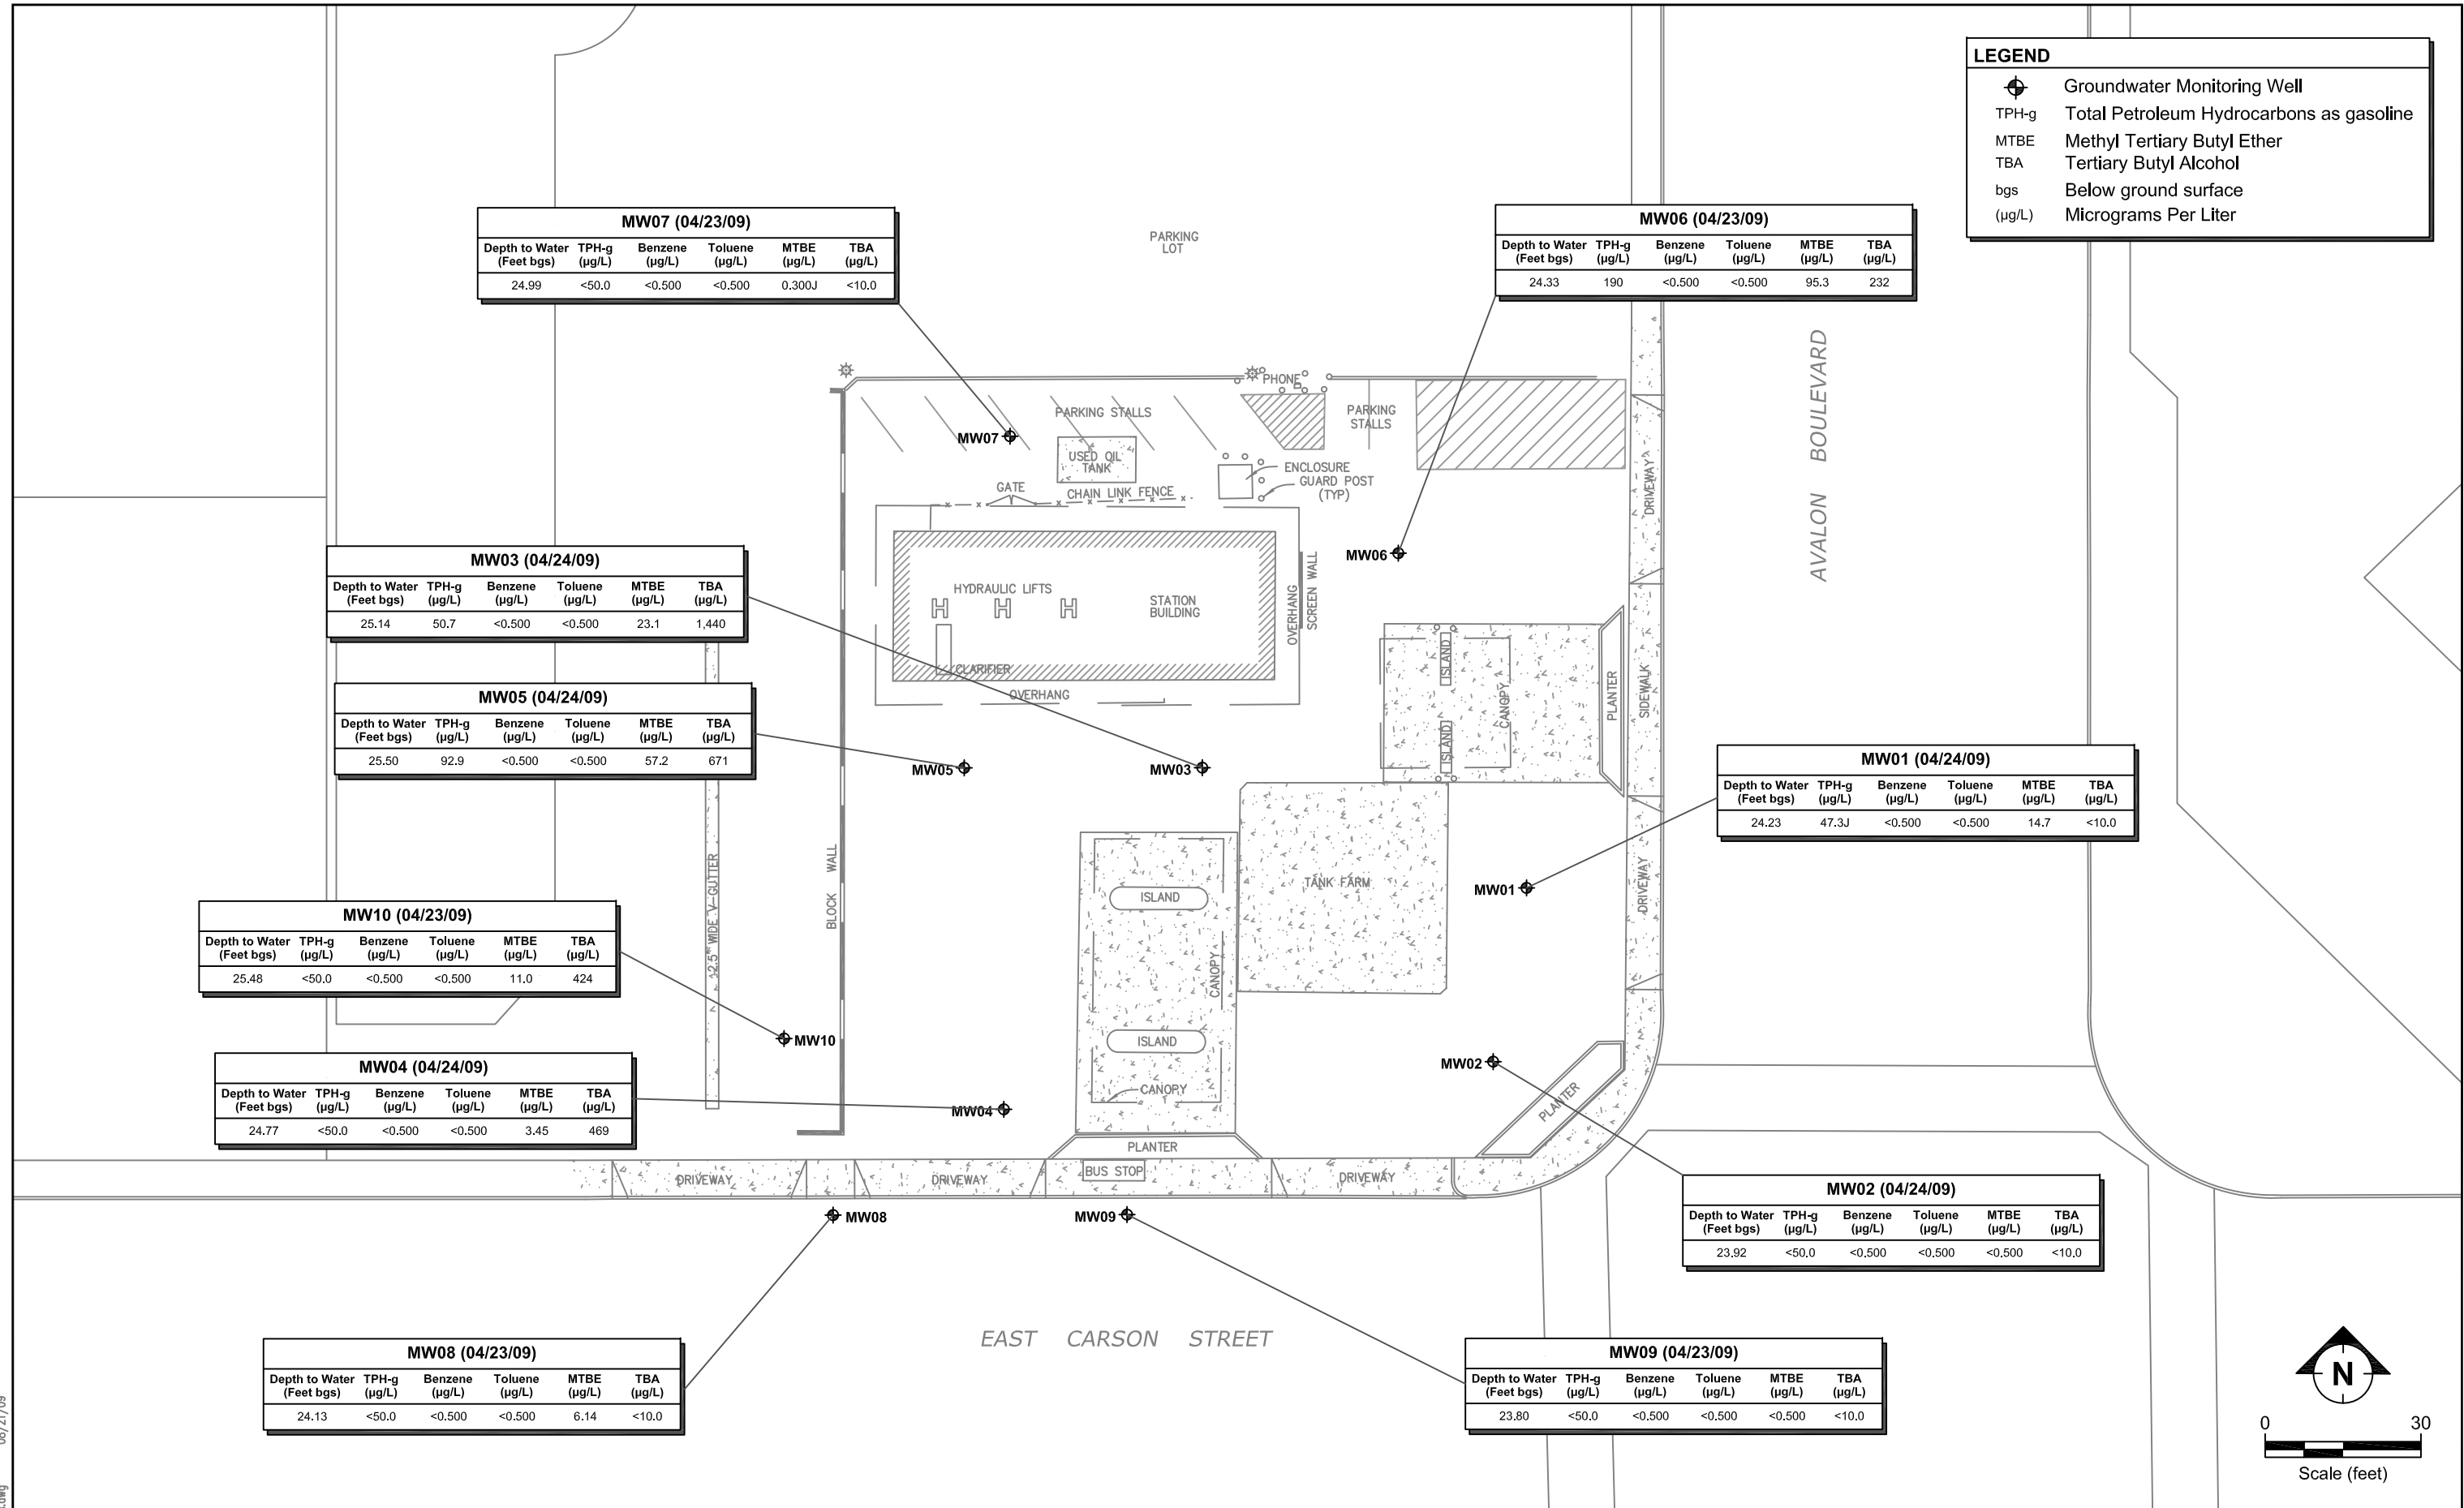 LEGEND
Groundwater Monitoring Well
TPH-g Total Petroleum Hydrocarbons as gasoline
MTBE Methyl Tertiary Butyl Ether
TBA Tertiary Butyl Alcohol
bgs Below ground surface
(µg/L) Micrograms Per Liter
MW07 (04/23/09)
Depth to Water TPH-g Benzene Toluene MTBE TBA
(Feet bgs) (µg/L) (µg/L) (µg/L) (µg/L) (µg/L)
24.99 <50.0 <0.500 <0.500 0.300J <10.0
MW06 (04/23/09)
Depth to Water TPH-g Benzene Toluene MTBE TBA
(Feet bgs) (µg/L) (µg/L) (µg/L) (µg/L) (µg/L)
24.33 190 <0.500 <0.500 95.3 232
PARKING
LOT
AVALON BOULEVARD
PHONE
PARKING STALLS
PARKING
STALLS
MW07
USED OIL
TANK
ENCLOSURE
GUARD POST
(TYP)
GATE
CHAIN LINK FENCE
DRIVEWAY
MW06
MW03 (04/24/09)
Depth to Water TPH-g Benzene Toluene MTBE TBA
(Feet bgs) (µg/L) (µg/L) (µg/L) (µg/L) (µg/L)
25.14 50.7 <0.500 <0.500 23.1 1,440
HYDRAULIC LIFTS
STATION
BUILDING
OVERHANG
SCREEN WALL
CLARIFIER
OVERHANG
ISLAND
ISLAND
CANOPY
PLANTER
SIDEWALK
MW05 (04/24/09)
Depth to Water TPH-g Benzene Toluene MTBE TBA
(Feet bgs) (µg/L) (µg/L) (µg/L) (µg/L) (µg/L)
25.50 92.9 <0.500 <0.500 57.2 671
MW05
MW03
MW01 (04/24/09)
Depth to Water TPH-g Benzene Toluene MTBE TBA
(Feet bgs) (µg/L) (µg/L) (µg/L) (µg/L) (µg/L)
24.23 47.3J <0.500 <0.500 14.7 <10.0
2.5" WIDE V-GUTTER
BLOCK WALL
ISLAND
TANK FARM
MW01
DRIVEWAY
CANOPY
MW10 (04/23/09)
Depth to Water TPH-g Benzene Toluene MTBE TBA
(Feet bgs) (µg/L) (µg/L) (µg/L) (µg/L) (µg/L)
25.48 <50.0 <0.500 <0.500 11.0 424
MW10
ISLAND
MW02
CANOPY
PLANTER
MW04 (04/24/09)
Depth to Water TPH-g Benzene Toluene MTBE TBA
(Feet bgs) (µg/L) (µg/L) (µg/L) (µg/L) (µg/L)
24.77 <50.0 <0.500 <0.500 3.45 469
MW04
PLANTER
DRIVEWAY
DRIVEWAY
BUS STOP
DRIVEWAY
MW08
MW09
MW02 (04/24/09)
Depth to Water TPH-g Benzene Toluene MTBE TBA
(Feet bgs) (µg/L) (µg/L) (µg/L) (µg/L) (µg/L)
23.92 <50.0 <0.500 <0.500 <0.500 <10.0
EAST CARSON STREET
MW08 (04/23/09)
Depth to Water TPH-g Benzene Toluene MTBE TBA
(Feet bgs) (µg/L) (µg/L) (µg/L) (µg/L) (µg/L)
24.13 <50.0 <0.500 <0.500 6.14 <10.0
MW09 (04/23/09)
Depth to Water TPH-g Benzene Toluene MTBE TBA
(Feet bgs) (µg/L) (µg/L) (µg/L) (µg/L) (µg/L)
23.80 <50.0 <0.500 <0.500 <0.500 <10.0
N
0 30
Scale (feet)